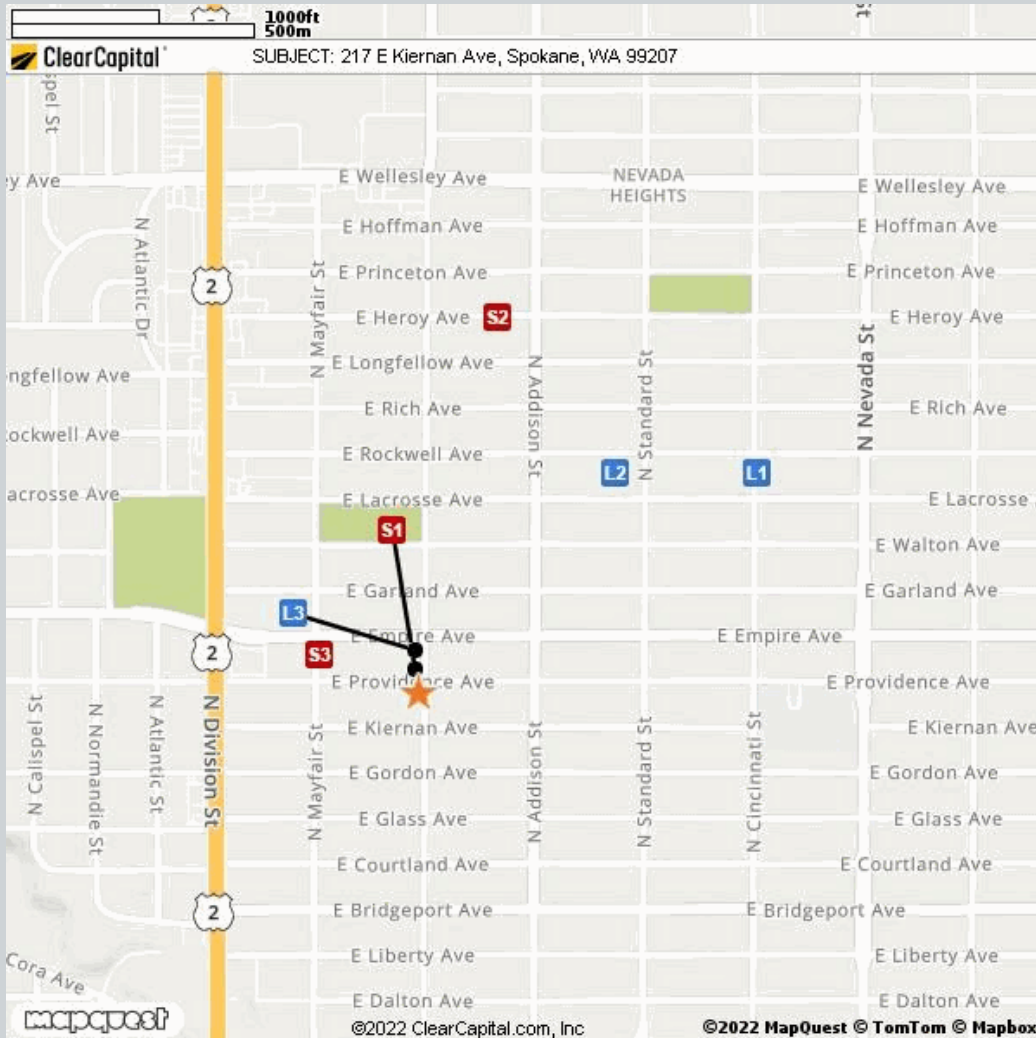 1000ft
500m
ClearCapital
SUBJECT: 217 E Kiernan Ave, Spokane, WA 99207
St
pel St
y Ave
E Wellesley Ave
NEVADA
HEIGHTS
E Wellesley Ave
N Atlantic Dr
E Hoffman Ave
E Hoffman Ave
2
N Mayfair St
E Princeton Ave
E Princeton Ave
E Heroy Ave
S2
E Heroy Ave
ongfellow Ave
E Longfellow Ave
N Addison St
N Standard St
N Nevada St
E Rich Ave
E Rich Ave
ockwell Ave
E Rockwell Ave
L2
L1
acrosse Ave
E Lacrosse Ave
E Lacrosse
S1
E Walton Ave
E Garland Ave
E Garland Ave
L3
E Empire Ave
E Empire Ave
2
S3
E Providence Ave
E Providence Ave
N Calispel St
N Normandie St
N Atlantic St
N Division St
N Mayfair St
E Kiernan Ave
N Addison St
N Standard St
N Cincinnati St
E Kiernan Ave
E Gordon Ave
E Gordon Ave
E Glass Ave
E Glass Ave
E Courtland Ave
E Courtland Ave
2
E Bridgeport Ave
E Bridgeport Ave
E Liberty Ave
E Liberty Ave
Cora Ave
E Dalton Ave
E Dalton Ave
mapquest
©2022 ClearCapital.com, Inc
©2022 MapQuest © TomTom © Mapbox